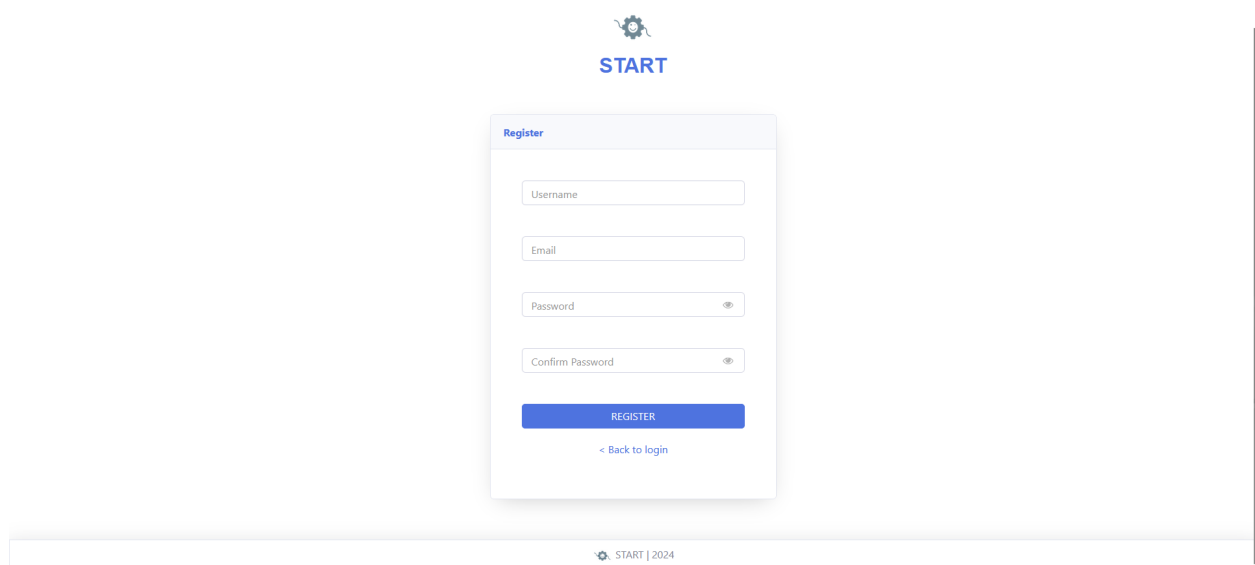 START
Register
Username
Email
Password
Confirm Password
REGISTER
< Back to login
START | 2024